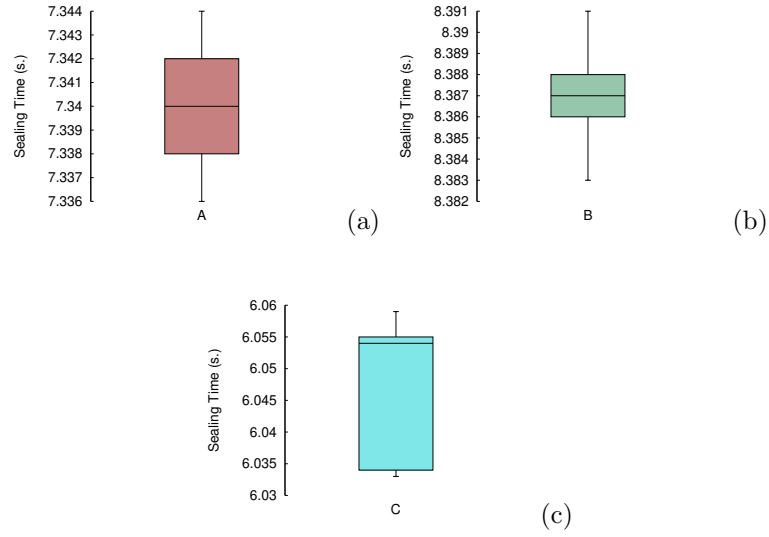 7.344
7.343
7.342
7.341
7.34
7.339
7.338
7.337
7.336
Sealing Time (s.)
A
(a)
8.391
8.39
8.389
8.388
8.387
8.386
8.385
8.384
8.383
8.382
Sealing Time (s.)
B
(b)
6.06
6.055
6.05
6.045
6.04
6.035
6.03
Sealing Time (s.)
C
(c)